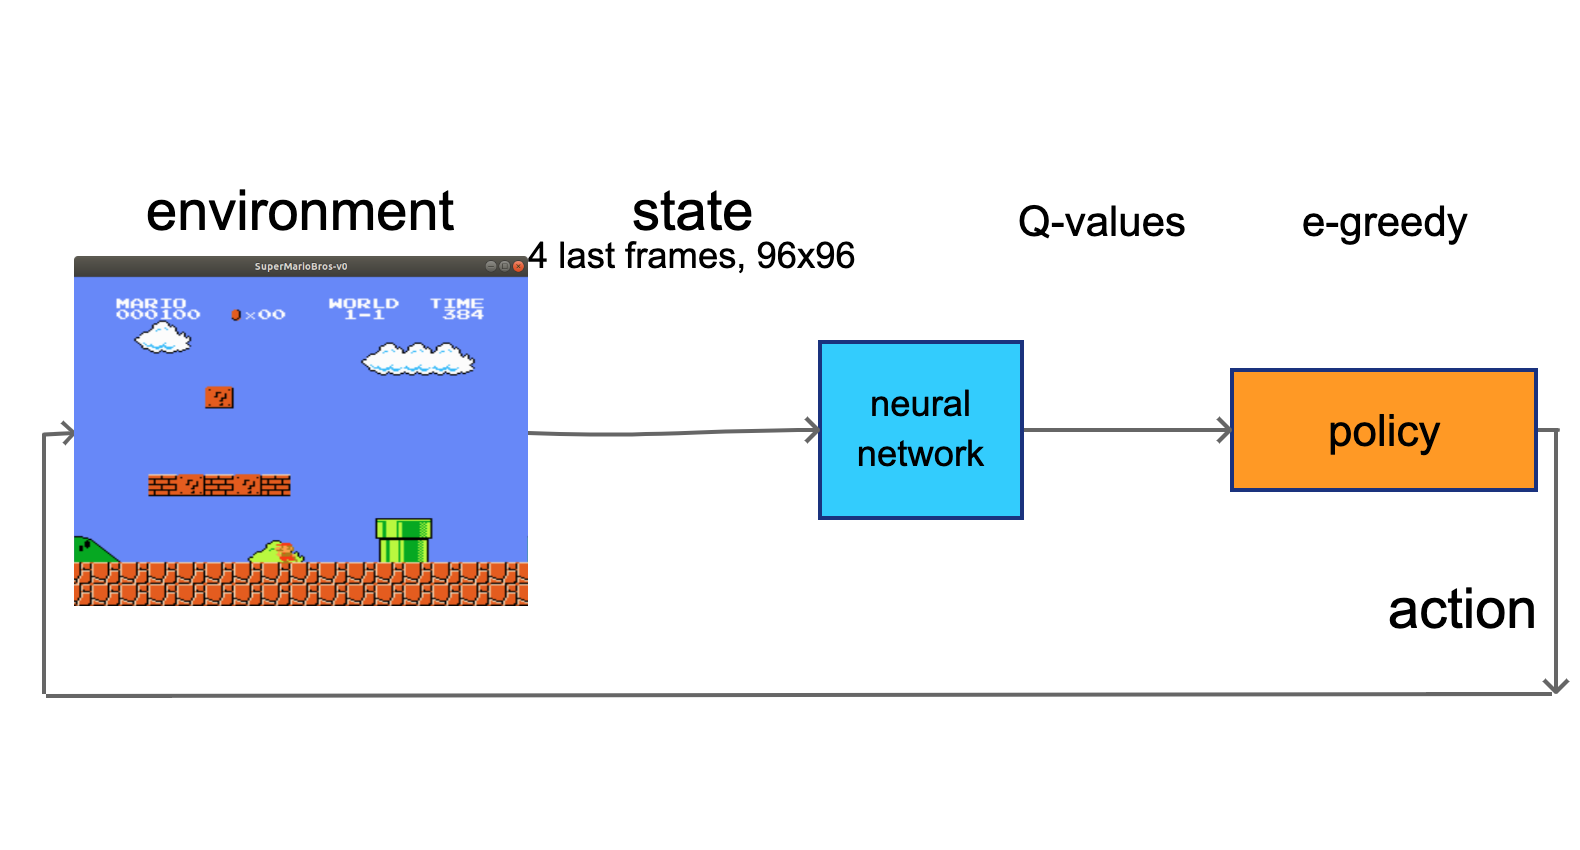 environment
state
Q-values
e-greedy
4 last frames, 96x96
SuperMarioBros-v0
MARIO
WORLD
TIME
000100
×00
1-1
384
?
? ?
neural
network
policy
action